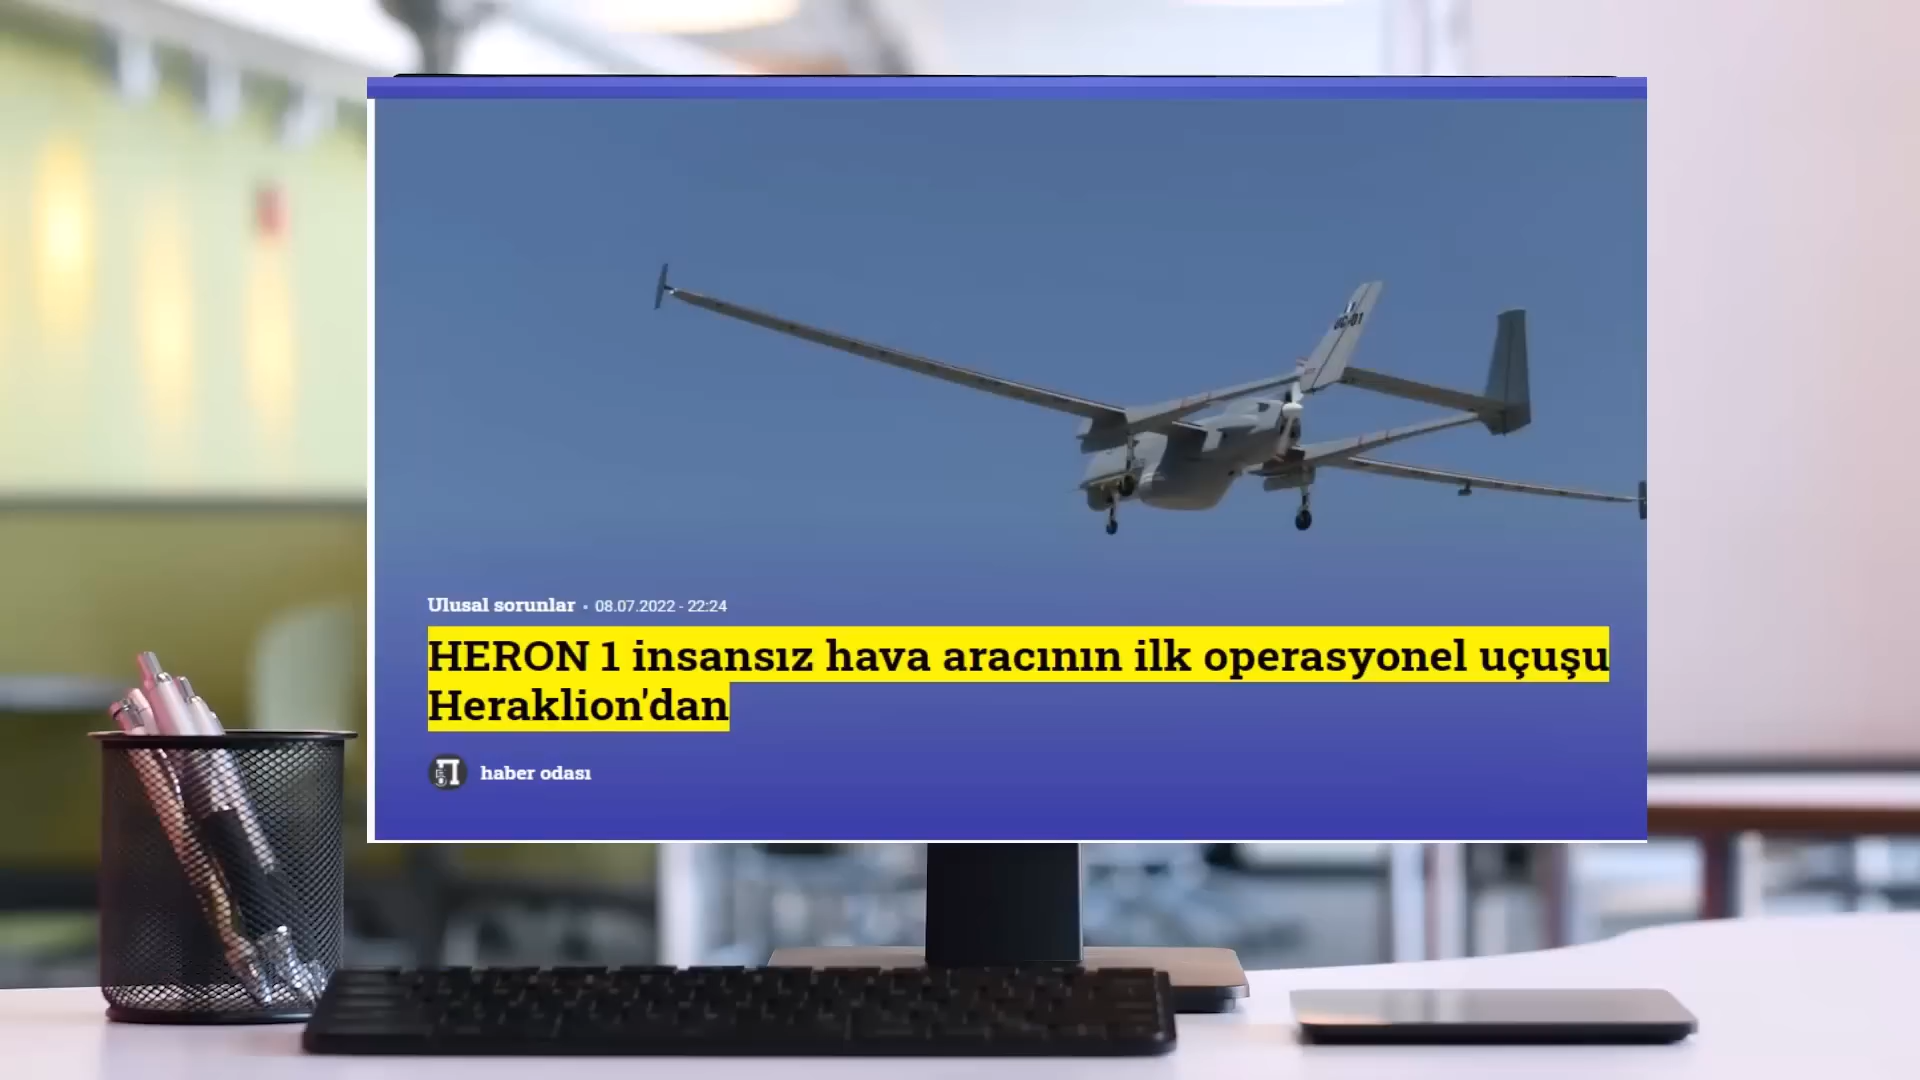 Ulusal sorunlar • 08.07.2022 - 22:24
HERON 1 insansız hava aracının ilk operasyonel uçuşu
Heraklion'dan
haber odası